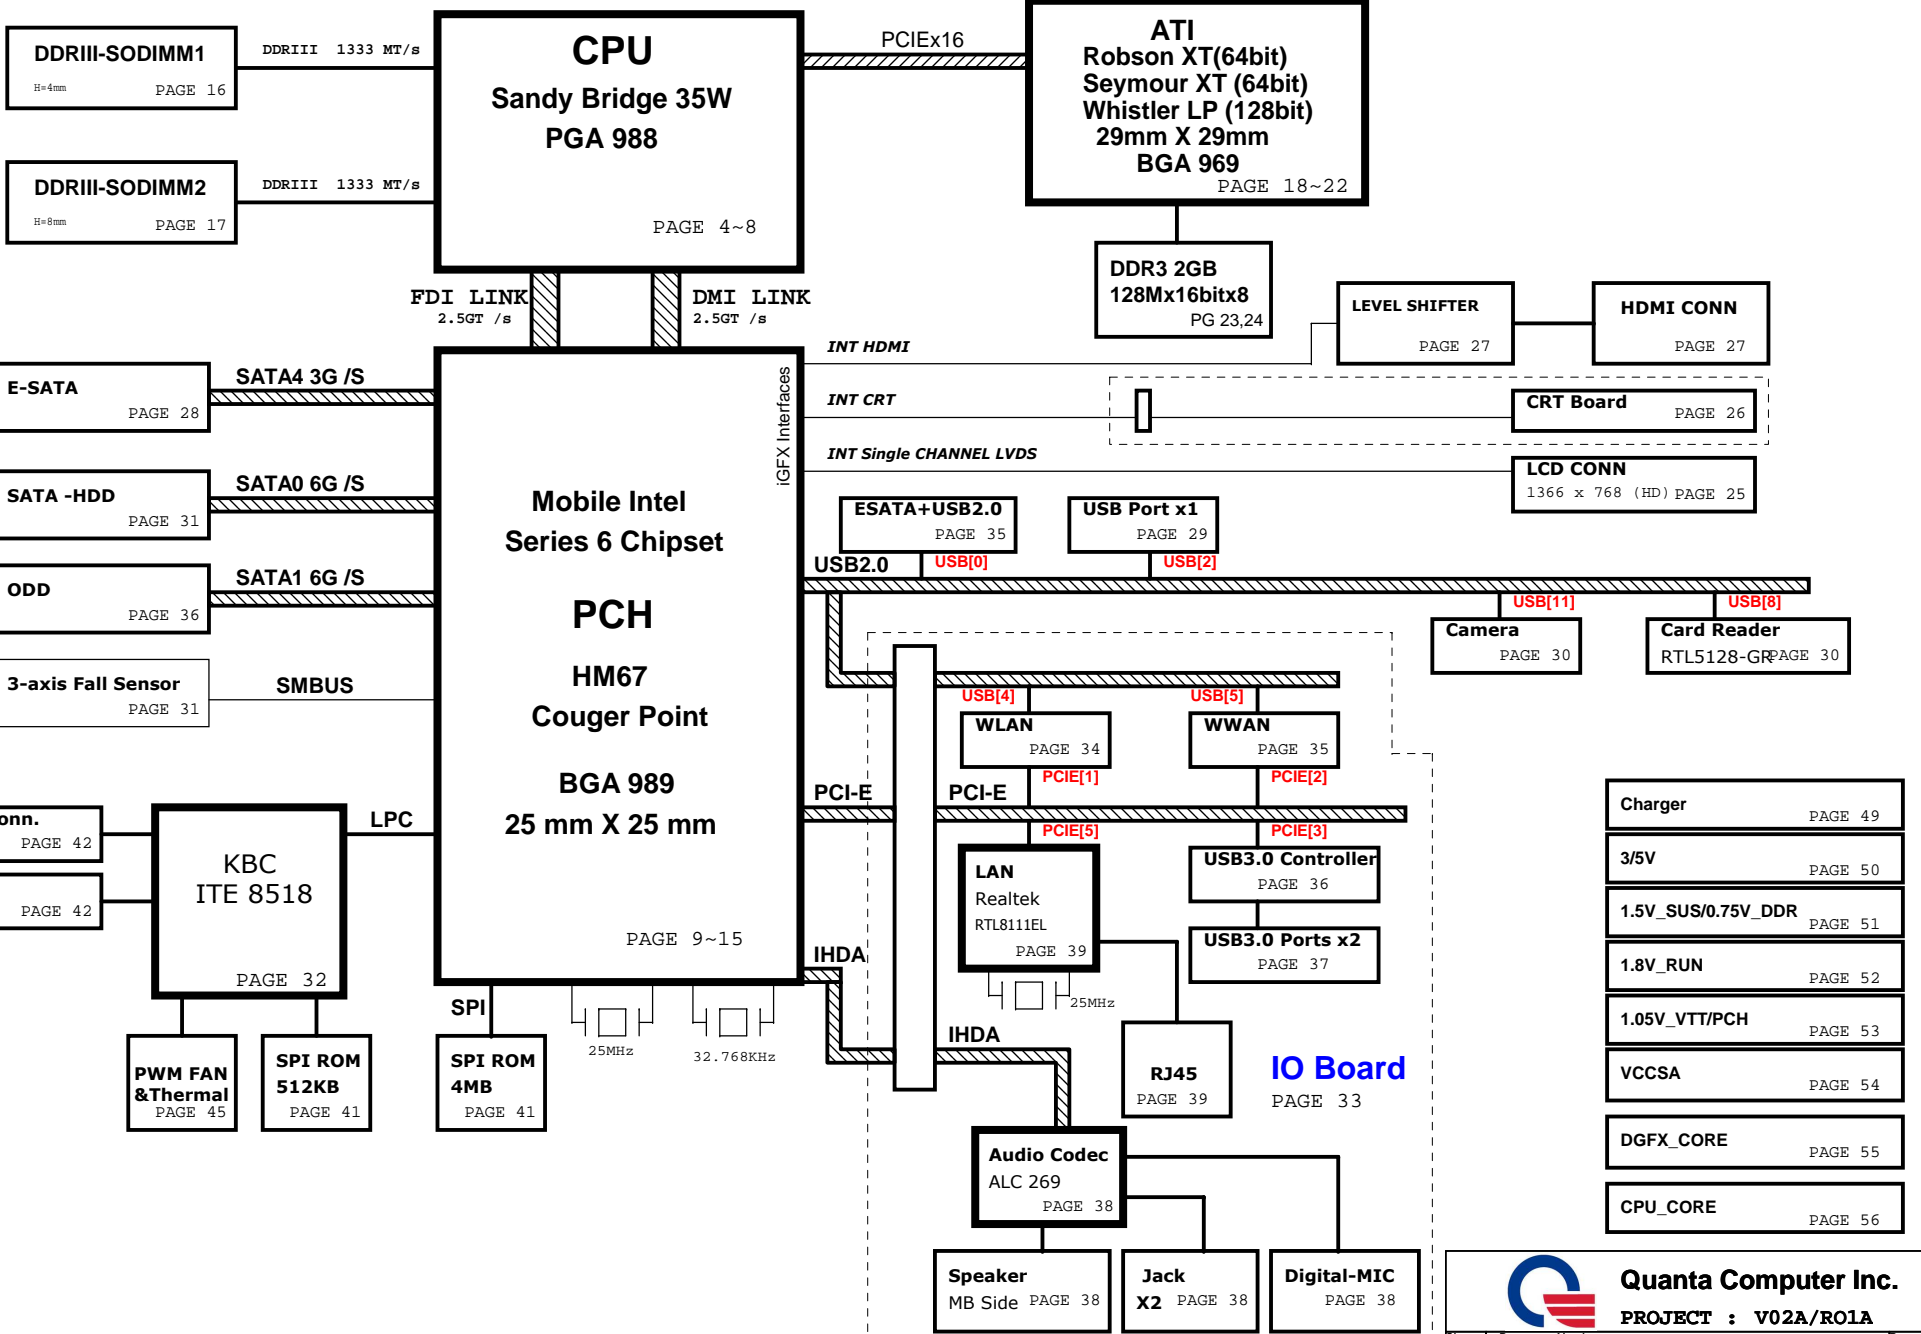 DDRIII-SODIMM1
H=4mm
PAGE 16
DDRIII 1333 MT/s
CPU
Sandy Bridge 35W
PGA 988
PAGE 4~8
PCIEx16
ATI
Robson XT(64bit)
Seymour XT (64bit)
Whistler LP (128bit)
29mm X 29mm
BGA 969
PAGE 18~22
DDRIII-SODIMM2
H=8mm
PAGE 17
DDRIII 1333 MT/s
FDI LINK
2.5GT /s
DMI LINK
2.5GT /s
DDR3 2GB
128Mx16bitx8
PG 23,24
LEVEL SHIFTER
PAGE 27
HDMI CONN
PAGE 27
INT HDMI
INT CRT
INT Single CHANNEL LVDS
iGFX Interfaces
CRT Board
PAGE 26
LCD CONN
1366 x 768 (HD) PAGE 25
E-SATA
PAGE 28
SATA4 3G /S
SATA -HDD
PAGE 31
SATA0 6G /S
ODD
PAGE 36
SATA1 6G /S
3-axis Fall Sensor
PAGE 31
SMBUS
Mobile Intel
Series 6 Chipset
PCH
HM67
Couger Point
BGA 989
25 mm X 25 mm
PAGE 9~15
ESATA+USB2.0
PAGE 35
USB[0]
USB Port x1
PAGE 29
USB[2]
USB2.0
USB[11]
Camera
PAGE 30
USB[8]
Card Reader
RTL5128-GR PAGE 30
USB[4]
WLAN
PAGE 34
PCIE[1]
USB[5]
WWAN
PAGE 35
PCIE[2]
PCI-E
PCI-E
PCIE[5]
LAN
Realtek
RTL8111EL
PAGE 39
25MHz
PCIE[3]
USB3.0 Controller
PAGE 36
USB3.0 Ports x2
PAGE 37
onn.
PAGE 42
PAGE 42
KBC
ITE 8518
PAGE 32
LPC
PWM FAN
&Thermal
PAGE 45
SPI ROM
512KB
PAGE 41
SPI
SPI ROM
4MB
PAGE 41
25MHz
32.768KHz
IHDA
IHDA
RJ45
PAGE 39
IO Board
PAGE 33
Audio Codec
ALC 269
PAGE 38
Speaker
MB Side PAGE 38
Jack
X2 PAGE 38
Digital-MIC
PAGE 38
Charger
PAGE 49
3/5V
PAGE 50
1.5V_SUS/0.75V_DDR
PAGE 51
1.8V_RUN
PAGE 52
1.05V_VTT/PCH
PAGE 53
VCCSA
PAGE 54
DGFX_CORE
PAGE 55
CPU_CORE
PAGE 56
Quanta Computer Inc.
PROJECT : V02A/RO1A